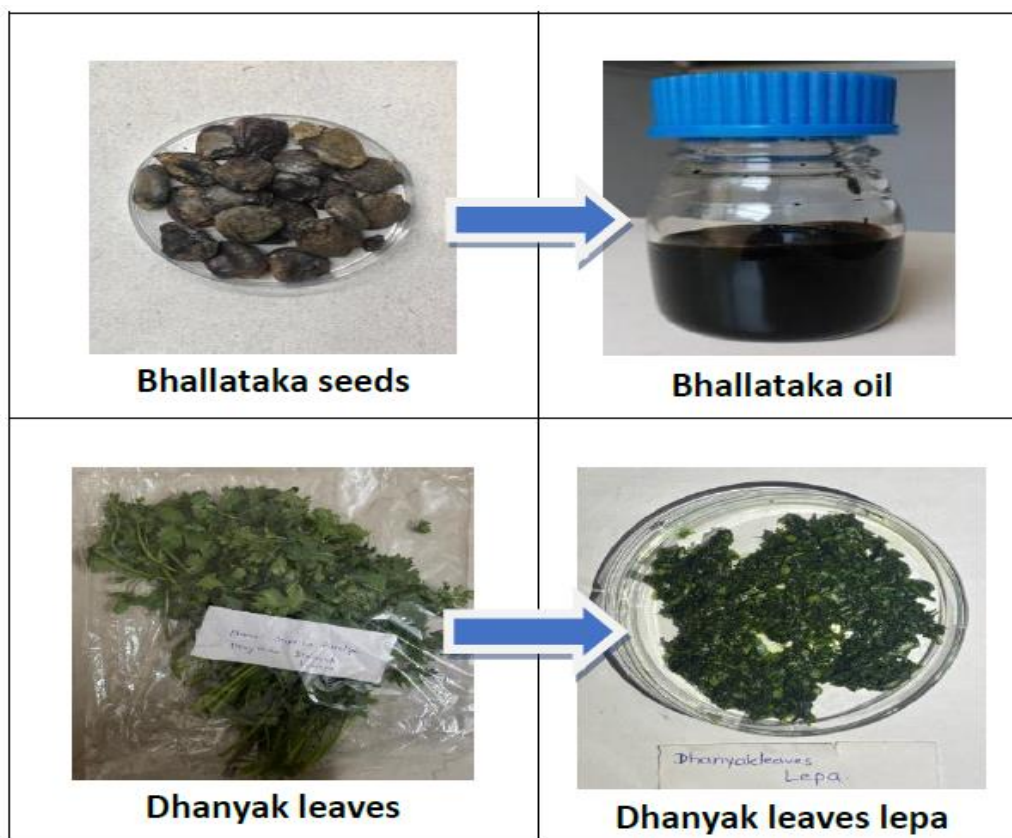 Bhallataka seeds
Bhallataka oil
Dhanyak leaves
Dhanyakleaves
Lepa.
Dhanyak leaves lepa